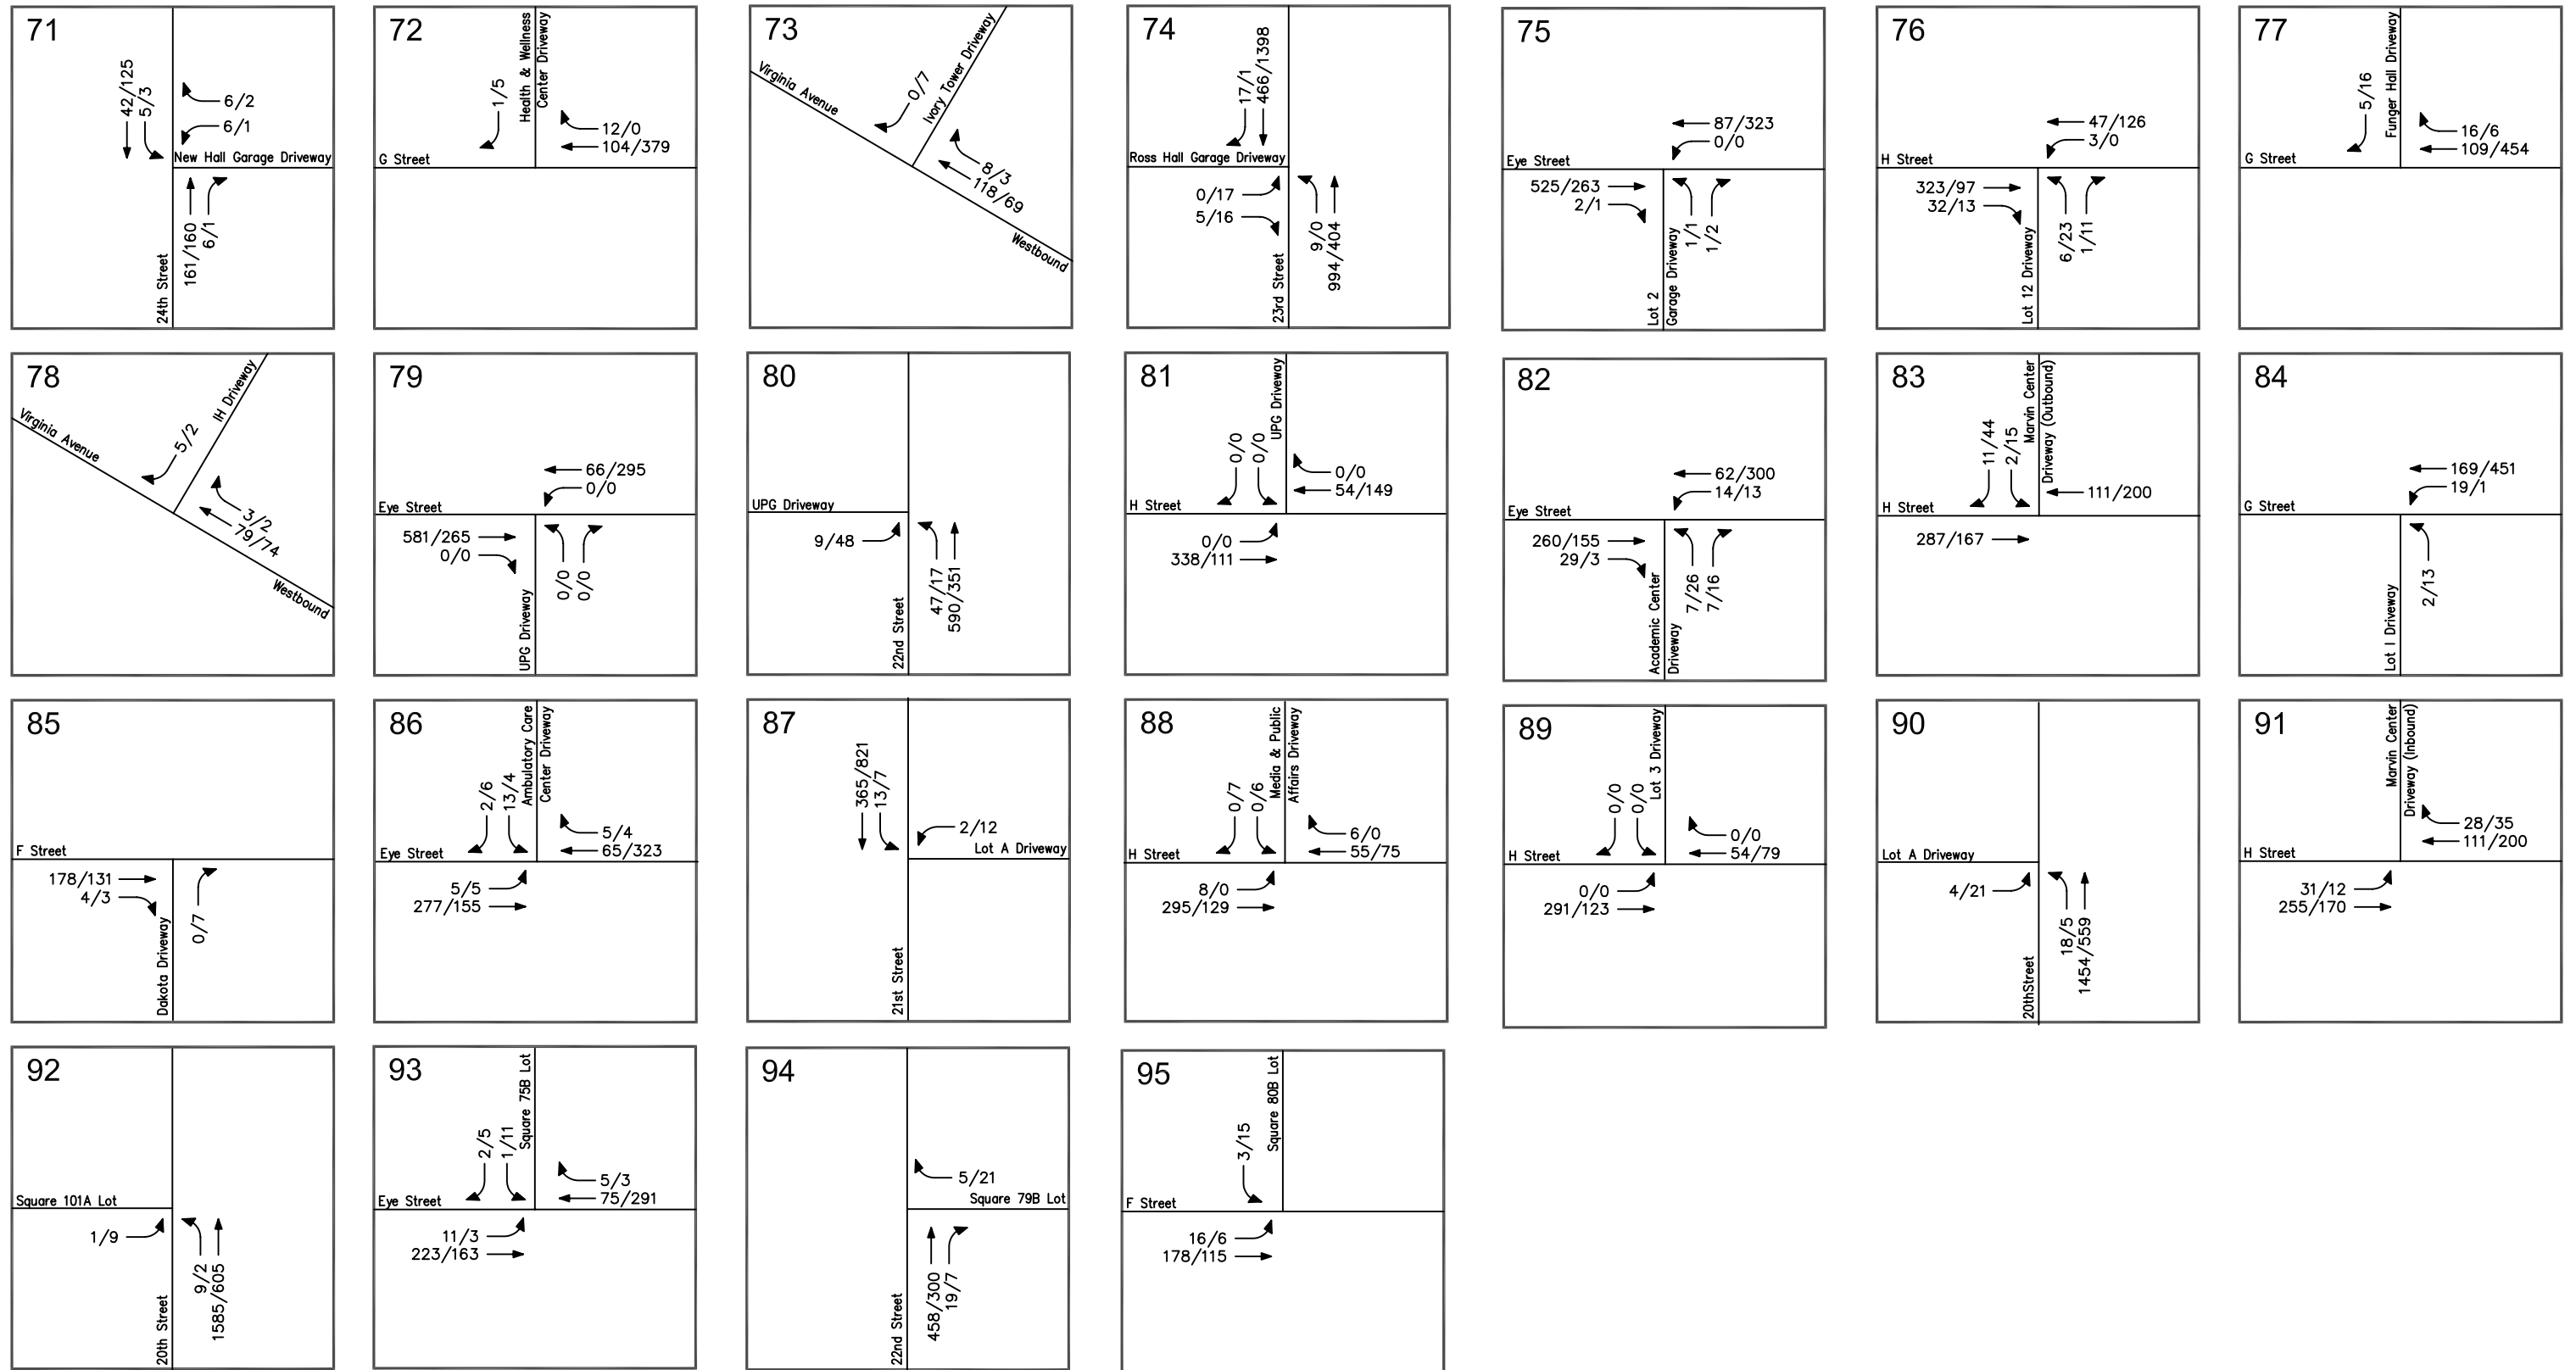 71
42/125
5/3
6/2
6/1
New Hall Garage Driveway
161/160
6/1
24th Street
72
Health & Wellness
Center Driveway
1/5
12/0
104/379
G Street
73
Virginia Avenue
Ivory Tower Driveway
0/7
8/3
118/69
Westbound
74
17/1
466/1398
Ross Hall Garage Driveway
0/17
5/16
9/0
994/404
23rd Street
75
87/323
0/0
Eye Street
525/263
2/1
1/1
1/2
Lot 2
Garage Driveway
76
47/126
3/0
H Street
323/97
32/13
6/23
1/11
Lot 12 Driveway
77
Funger Hall Driveway
5/16
16/6
109/454
G Street
78
IH Driveway
Virginia Avenue
5/2
3/2
79/74
Westbound
79
66/295
0/0
Eye Street
581/265
0/0
0/0
0/0
UPG Driveway
80
UPG Driveway
9/48
47/17
590/351
22nd Street
81
UPG Driveway
0/0
0/0
0/0
54/149
H Street
0/0
338/111
82
62/300
14/13
Eye Street
260/155
29/3
7/26
7/16
Academic Center
Driveway
83
Marvin Center
Driveway (Outbound)
11/44
2/15
111/200
H Street
287/167
84
169/451
19/1
G Street
2/13
Lot I Driveway
85
F Street
178/131
4/3
0/7
Dakota Driveway
86
Ambulatory Care
Center Driveway
2/6
13/4
5/4
65/323
Eye Street
5/5
277/155
87
365/821
13/7
2/12
Lot A Driveway
21st Street
88
Media & Public
Affairs Driveway
0/7
0/6
6/0
55/75
H Street
8/0
295/129
89
Lot 3 Driveway
0/0
0/0
0/0
54/79
H Street
0/0
291/123
90
Lot A Driveway
4/21
18/5
1454/559
20thStreet
91
Marvin Center
Driveway (Inbound)
28/35
111/200
H Street
31/12
255/170
92
Square 101A Lot
1/9
9/2
1585/605
20th Street
93
Square 75B Lot
2/5
1/11
5/3
75/291
Eye Street
11/3
223/163
94
5/21
Square 79B Lot
458/300
19/7
22nd Street
95
Square 80B Lot
3/15
F Street
16/6
178/115